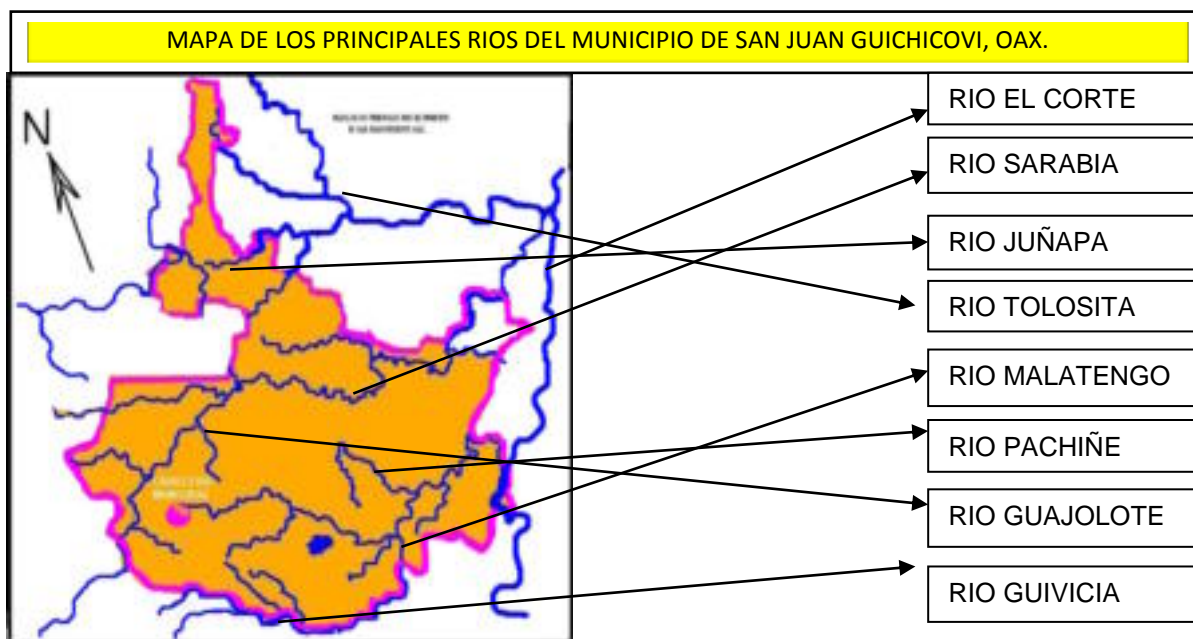 MAPA DE LOS PRINCIPALES RIOS DEL MUNICIPIO DE SAN JUAN GUICHICOVI, OAX.
N
RIO EL CORTE
RIO SARABIA
RIO JUÑAPA
RIO TOLOSITA
RIO MALATENGO
RIO PACHIÑE
RIO GUAJOLOTE
RIO GUIVICIA